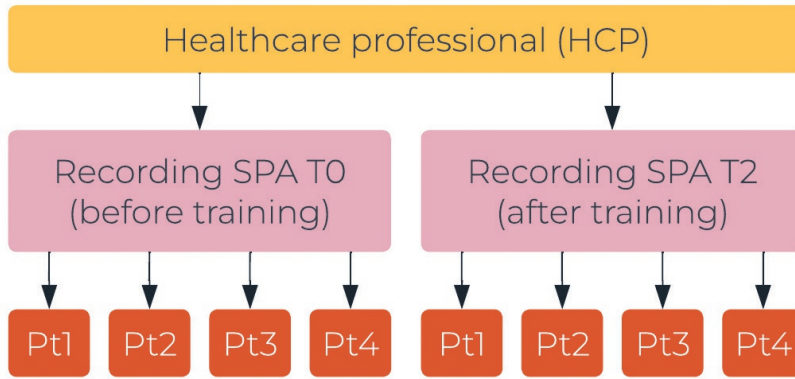 Healthcare professional (HCP)
Recording SPA T0
(before training)
Recording SPA T2
(after training)
Pt1 Pt2 Pt3 Pt4 Pt1 Pt2 Pt3 Pt4